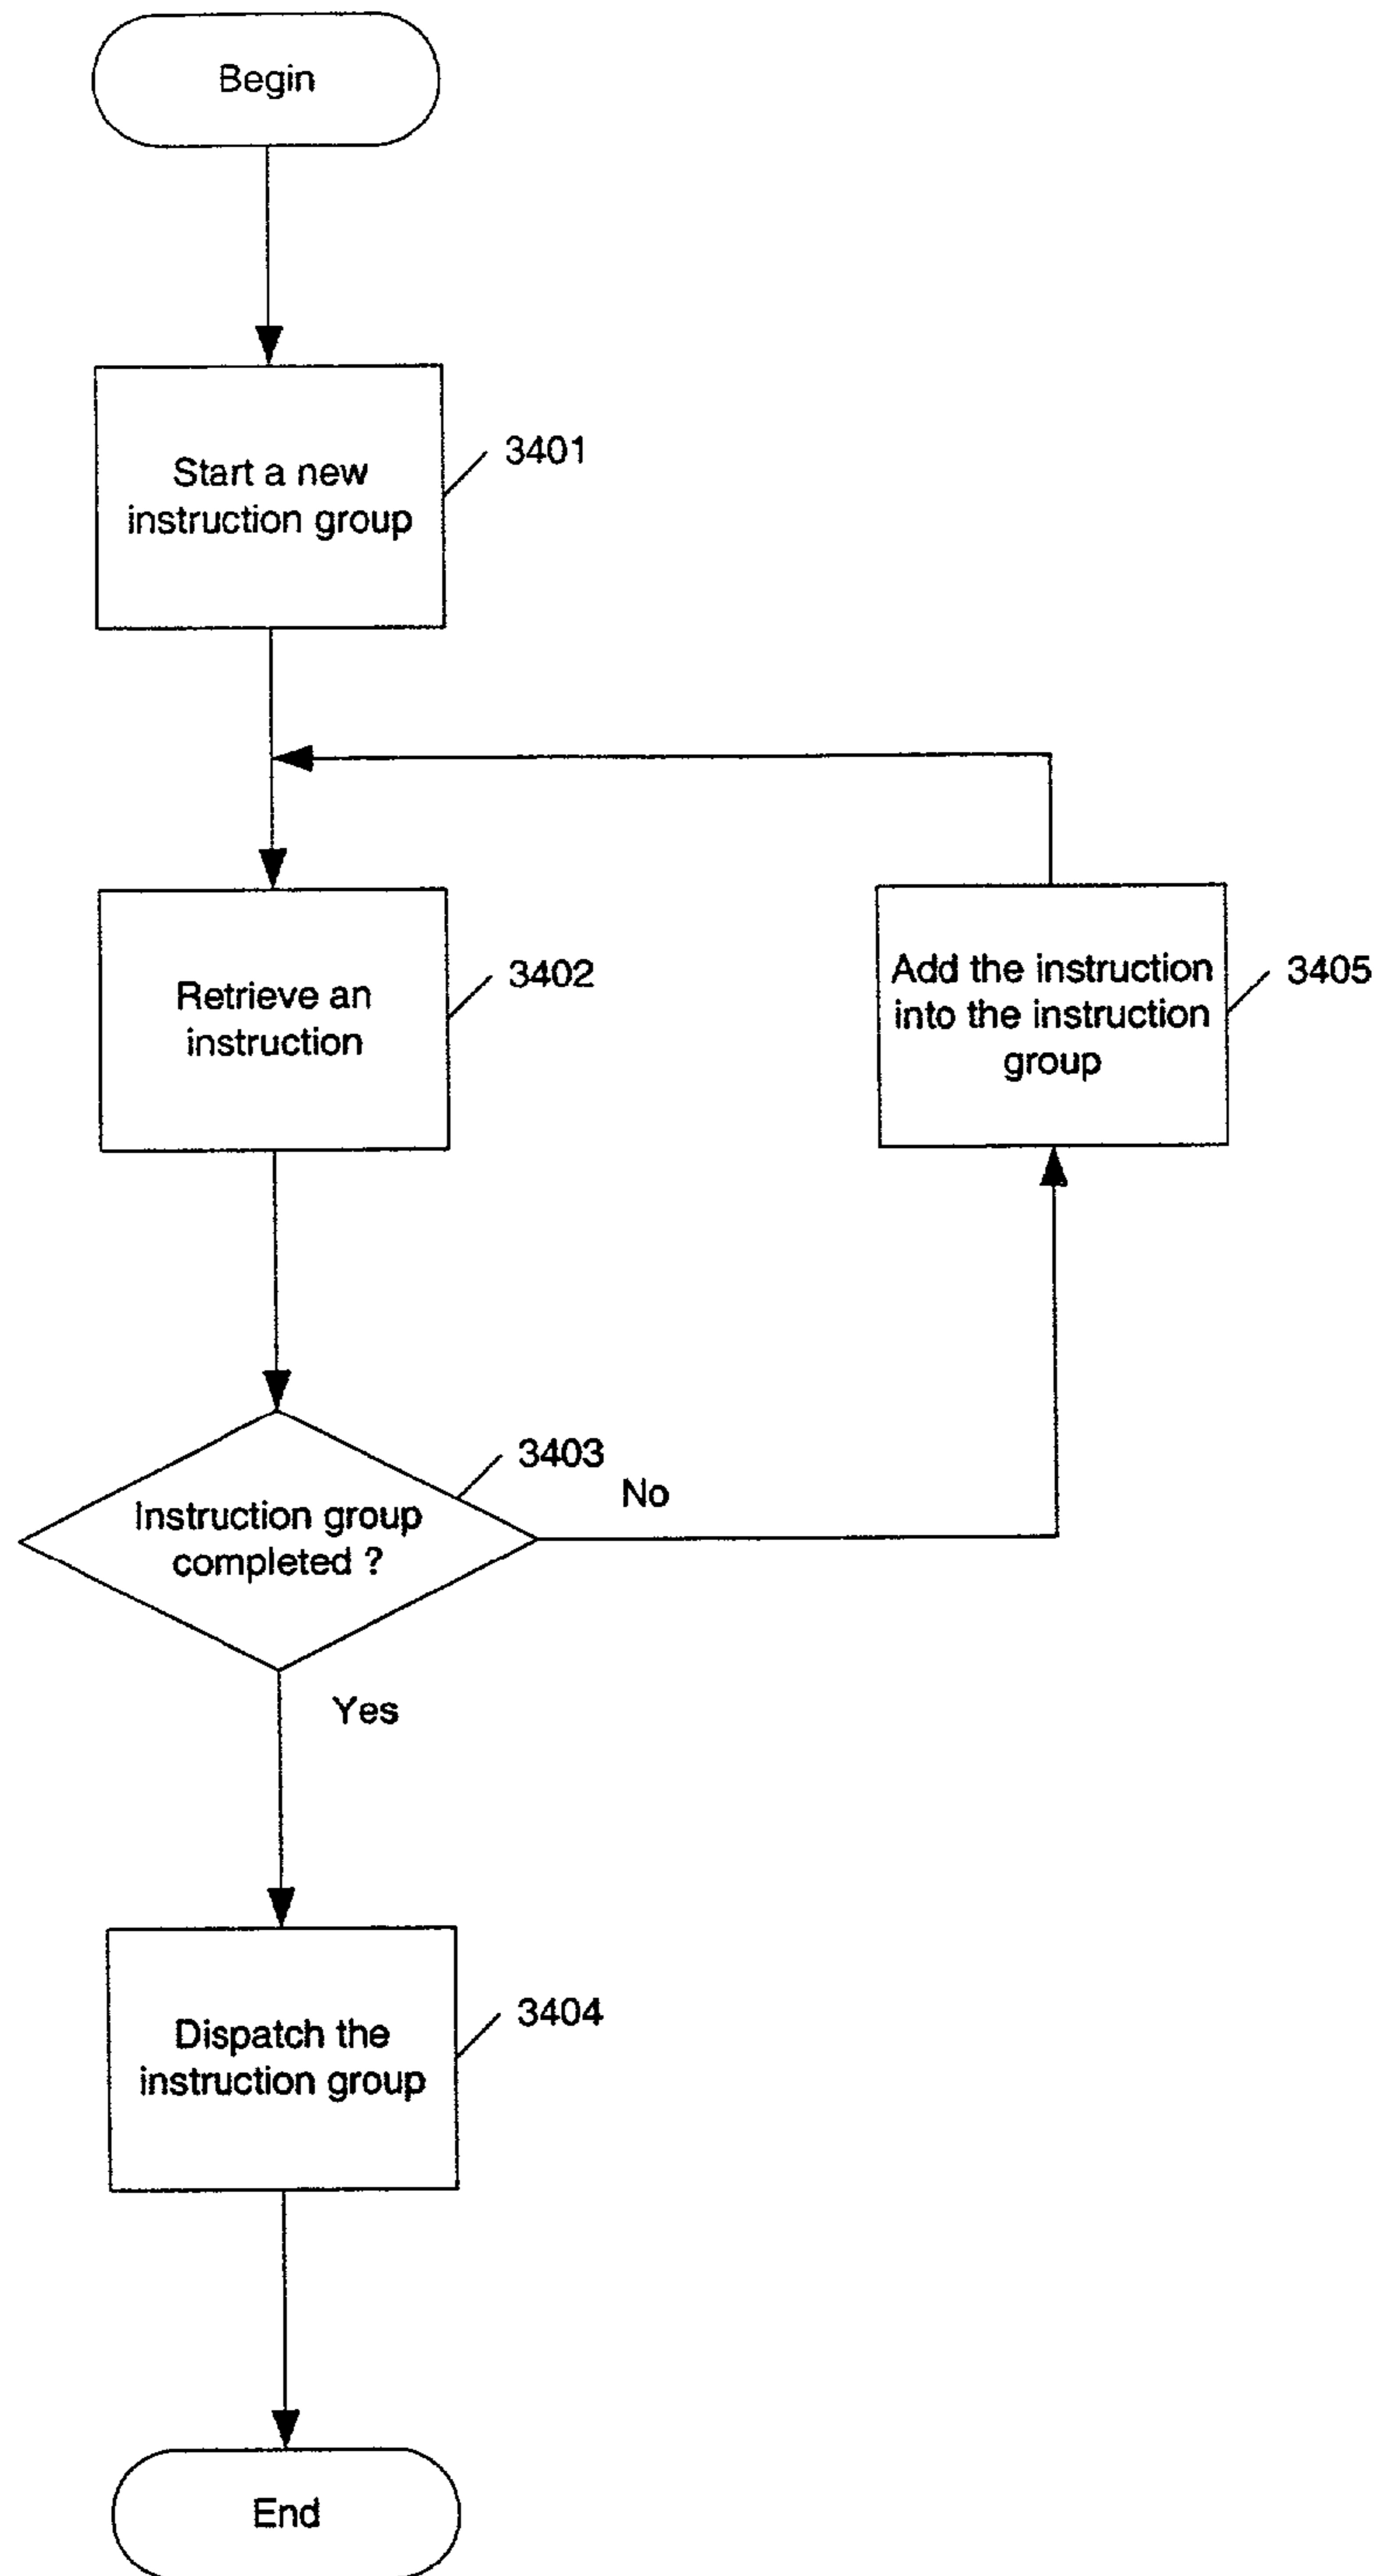 Begin
Start a new
instruction group
3401
Retrieve an
instruction
3402
Add the instruction
into the instruction
group
3405
Instruction group
completed ?
3403
No
Yes
Dispatch the
instruction group
3404
End